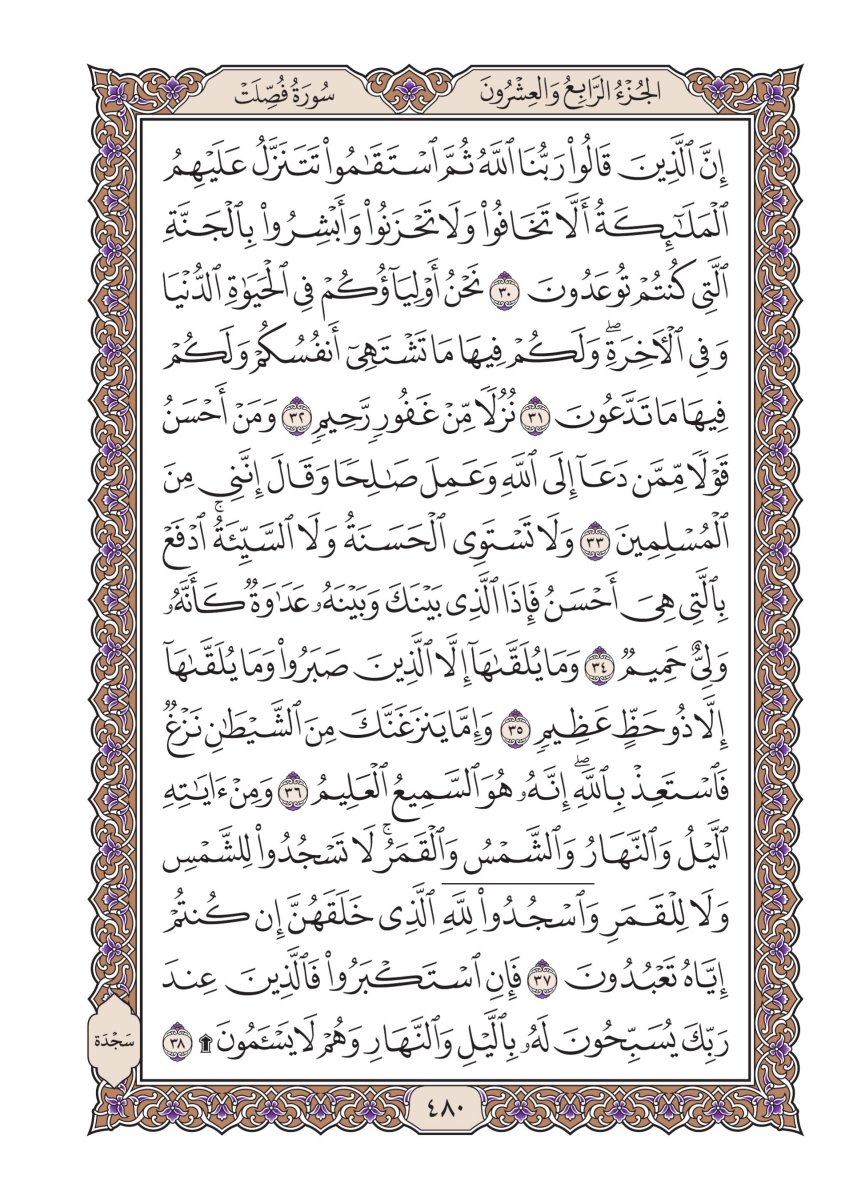 الجُزْءُ الرَّابِعُ وَالعِشْرُونَ
سُورَةُ فُصِّلَتْ
إِنَّ ٱلَّذِينَ قَالُوا۟ رَبُّنَا ٱللَّهُ ثُمَّ ٱسْتَقَـٰمُوا۟ تَتَنَزَّلُ عَلَيْهِمُ
ٱلْمَلَـٰٓئِكَةُ أَلَّا تَخَافُوا۟ وَلَا تَحْزَنُوا۟ وَأَبْشِرُوا۟ بِٱلْجَنَّةِ
ٱلَّتِى كُنتُمْ تُوعَدُونَ ٣٠ نَحْنُ أَوْلِيَآؤُكُمْ فِى ٱلْحَيَوٰةِ ٱلدُّنْيَا
وَفِى ٱلْـَٔاخِرَةِ ۖ وَلَكُمْ فِيهَا مَا تَشْتَهِىٓ أَنفُسُكُمْ وَلَكُمْ
فِيهَا مَا تَدَّعُونَ ٣١ نُزُلًا مِّنْ غَفُورٍ رَّحِيمٍ ٣٢ وَمَنْ أَحْسَنُ
قَوْلًا مِّمَّن دَعَآ إِلَى ٱللَّهِ وَعَمِلَ صَـٰلِحًا وَقَالَ إِنَّنِى مِنَ
ٱلْمُسْلِمِينَ ٣٣ وَلَا تَسْتَوِى ٱلْحَسَنَةُ وَلَا ٱلسَّيِّئَةُ ۚ ٱدْفَعْ
بِٱلَّتِى هِىَ أَحْسَنُ فَإِذَا ٱلَّذِى بَيْنَكَ وَبَيْنَهُۥ عَدَٰوَةٌ كَأَنَّهُۥ
وَلِىٌّ حَمِيمٌ ٣٤ وَمَا يُلَقَّىٰهَآ إِلَّا ٱلَّذِينَ صَبَرُوا۟ وَمَا يُلَقَّىٰهَآ
إِلَّا ذُو حَظٍّ عَظِيمٍ ٣٥ وَإِمَّا يَنزَغَنَّكَ مِنَ ٱلشَّيْطَـٰنِ نَزْغٌ
فَٱسْتَعِذْ بِٱللَّهِ ۖ إِنَّهُۥ هُوَ ٱلسَّمِيعُ ٱلْعَلِيمُ ٣٦ وَمِنْ ءَايَـٰتِهِ
ٱلَّيْلُ وَٱلنَّهَارُ وَٱلشَّمْسُ وَٱلْقَمَرُ ۚ لَا تَسْجُدُوا۟ لِلشَّمْسِ
وَلَا لِلْقَمَرِ وَٱسْجُدُوا۟ لِلَّهِ ٱلَّذِى خَلَقَهُنَّ إِن كُنتُمْ
إِيَّاهُ تَعْبُدُونَ ٣٧ فَإِنِ ٱسْتَكْبَرُوا۟ فَٱلَّذِينَ عِندَ
رَبِّكَ يُسَبِّحُونَ لَهُۥ بِٱلَّيْلِ وَٱلنَّهَارِ وَهُمْ لَا يَسْـَٔمُونَ ۩ ٣٨
سَجْدَة
٤٨٠